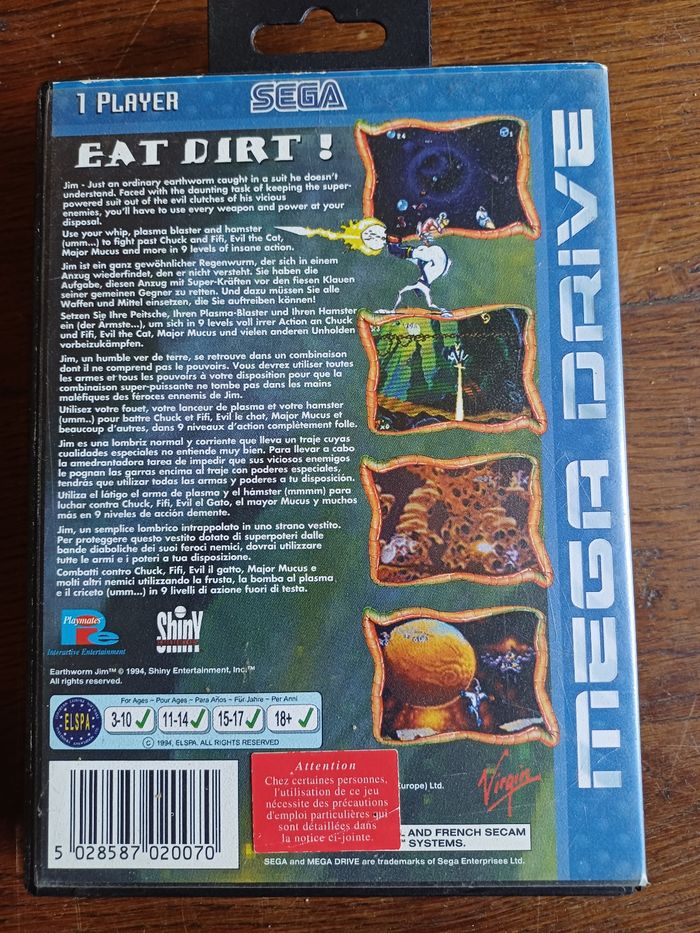 1 PLAYER
SEGA
EAT DIRT !
Jim - Just an ordinary earthworm caught in a suit he doesn't
understand. Faced with the daunting task of keeping the super-
powered suit out of the evil clutches of his vicious
enemies, you'll have to use every weapon and power at your
disposal.
Use your whip, plasma blaster and hamster
(umm...) to fight past Chuck and Fifi, Evil the Cat,
Major Mucus and more in 9 levels of insane action.
Jim ist ein ganz gewöhnlicher Regenwurm, der sich in einem
Anzug wiederfindet, den er nicht versteht. Sie haben die
Aufgabe, diesen Anzug mit Super-Kräften vor den fiesen Klauen
seiner gemeinen Gegner zu retten. Und dazu müssen Sie alle
Waffen und Mittel einsetzen, die Sie auftreiben können!
Setzen Sie Ihre Peitsche, Ihren Plasma-Blaster und Ihren Hamster
ein (der Ärmste...), um sich in 9 levels voll irrer Action an Chuck
und Fifi, Evil the Cat, Major Mucus und vielen anderen Unholden
vorbeizukämpfen.
Jim, un humble ver de terre, se retrouve dans un combinaison
dont il ne comprend pas le pouvoirs. Vous devrez utiliser toutes
les armes et tous les pouvoirs à votre disposition pour que la
combinaison super-puissante ne tombe pas dans les mains
maléfiques des féroces ennemis de Jim.
Utilisez votre fouet, votre lanceur de plasma et votre hamster
(umm...) pour battre Chuck et Fifi, Evil le chat, Major Mucus et
beaucoup d'autres, dans 9 niveaux d'action complètement folle.
Jim es una lombriz normal y corriente que lleva un traje cuyas
cualidades especiales no entiende muy bien. Para llevar a cabo
la amedrantadora tarea de impedir que sus viciosos enemigos
le pognan las garras encima al traje con poderes especiales,
tendrás que utilizar todas las armas y poderes a tu disposición.
Utiliza el látigo el arma de plasma y el hámster (mmmm) para
luchar contro Chuck, Fifi, Evil el Gato, el mayor Mucus y muchos
más en 9 niveles de acción demente.
Jim, un semplice lombrico intrappolato in uno strano vestito.
Per proteggere questo vestito dotato di superpoteri dalle
bande diaboliche dei suoi feroci nemici, dovrai utilizzare
tutte le armi e i poteri a tua disposizione.
Combatti contro Chuck, Fifi, Evil il gatto, Major Mucus e
molti altri nemici utilizzando la frusta, la bomba al plasma
e il criceto (umm...) in 9 livelli di azione fuori di testa.
MEGA DRIVE
Playmates
Interactive Entertainment
Shiny
Earthworm Jim™ © 1994, Shiny Entertainment, Inc.™
All rights reserved.
ELSPA
For Ages - Pour Ages - Para Años - Für Jahre - Per Anni
3-10 11-14 15-17 18+
© 1994, ELSPA. ALL RIGHTS RESERVED
Virgin
5 028587 020070
Attention
Chez certaines personnes,
l'utilisation de ce jeu
nécessite des précautions
d'emploi particulières qui
sont détaillées dans
la notice ci-jointe.
Europe) Ltd.
AND FRENCH SECAM
SYSTEMS.
SEGA and MEGA DRIVE are trademarks of Sega Enterprises Ltd.